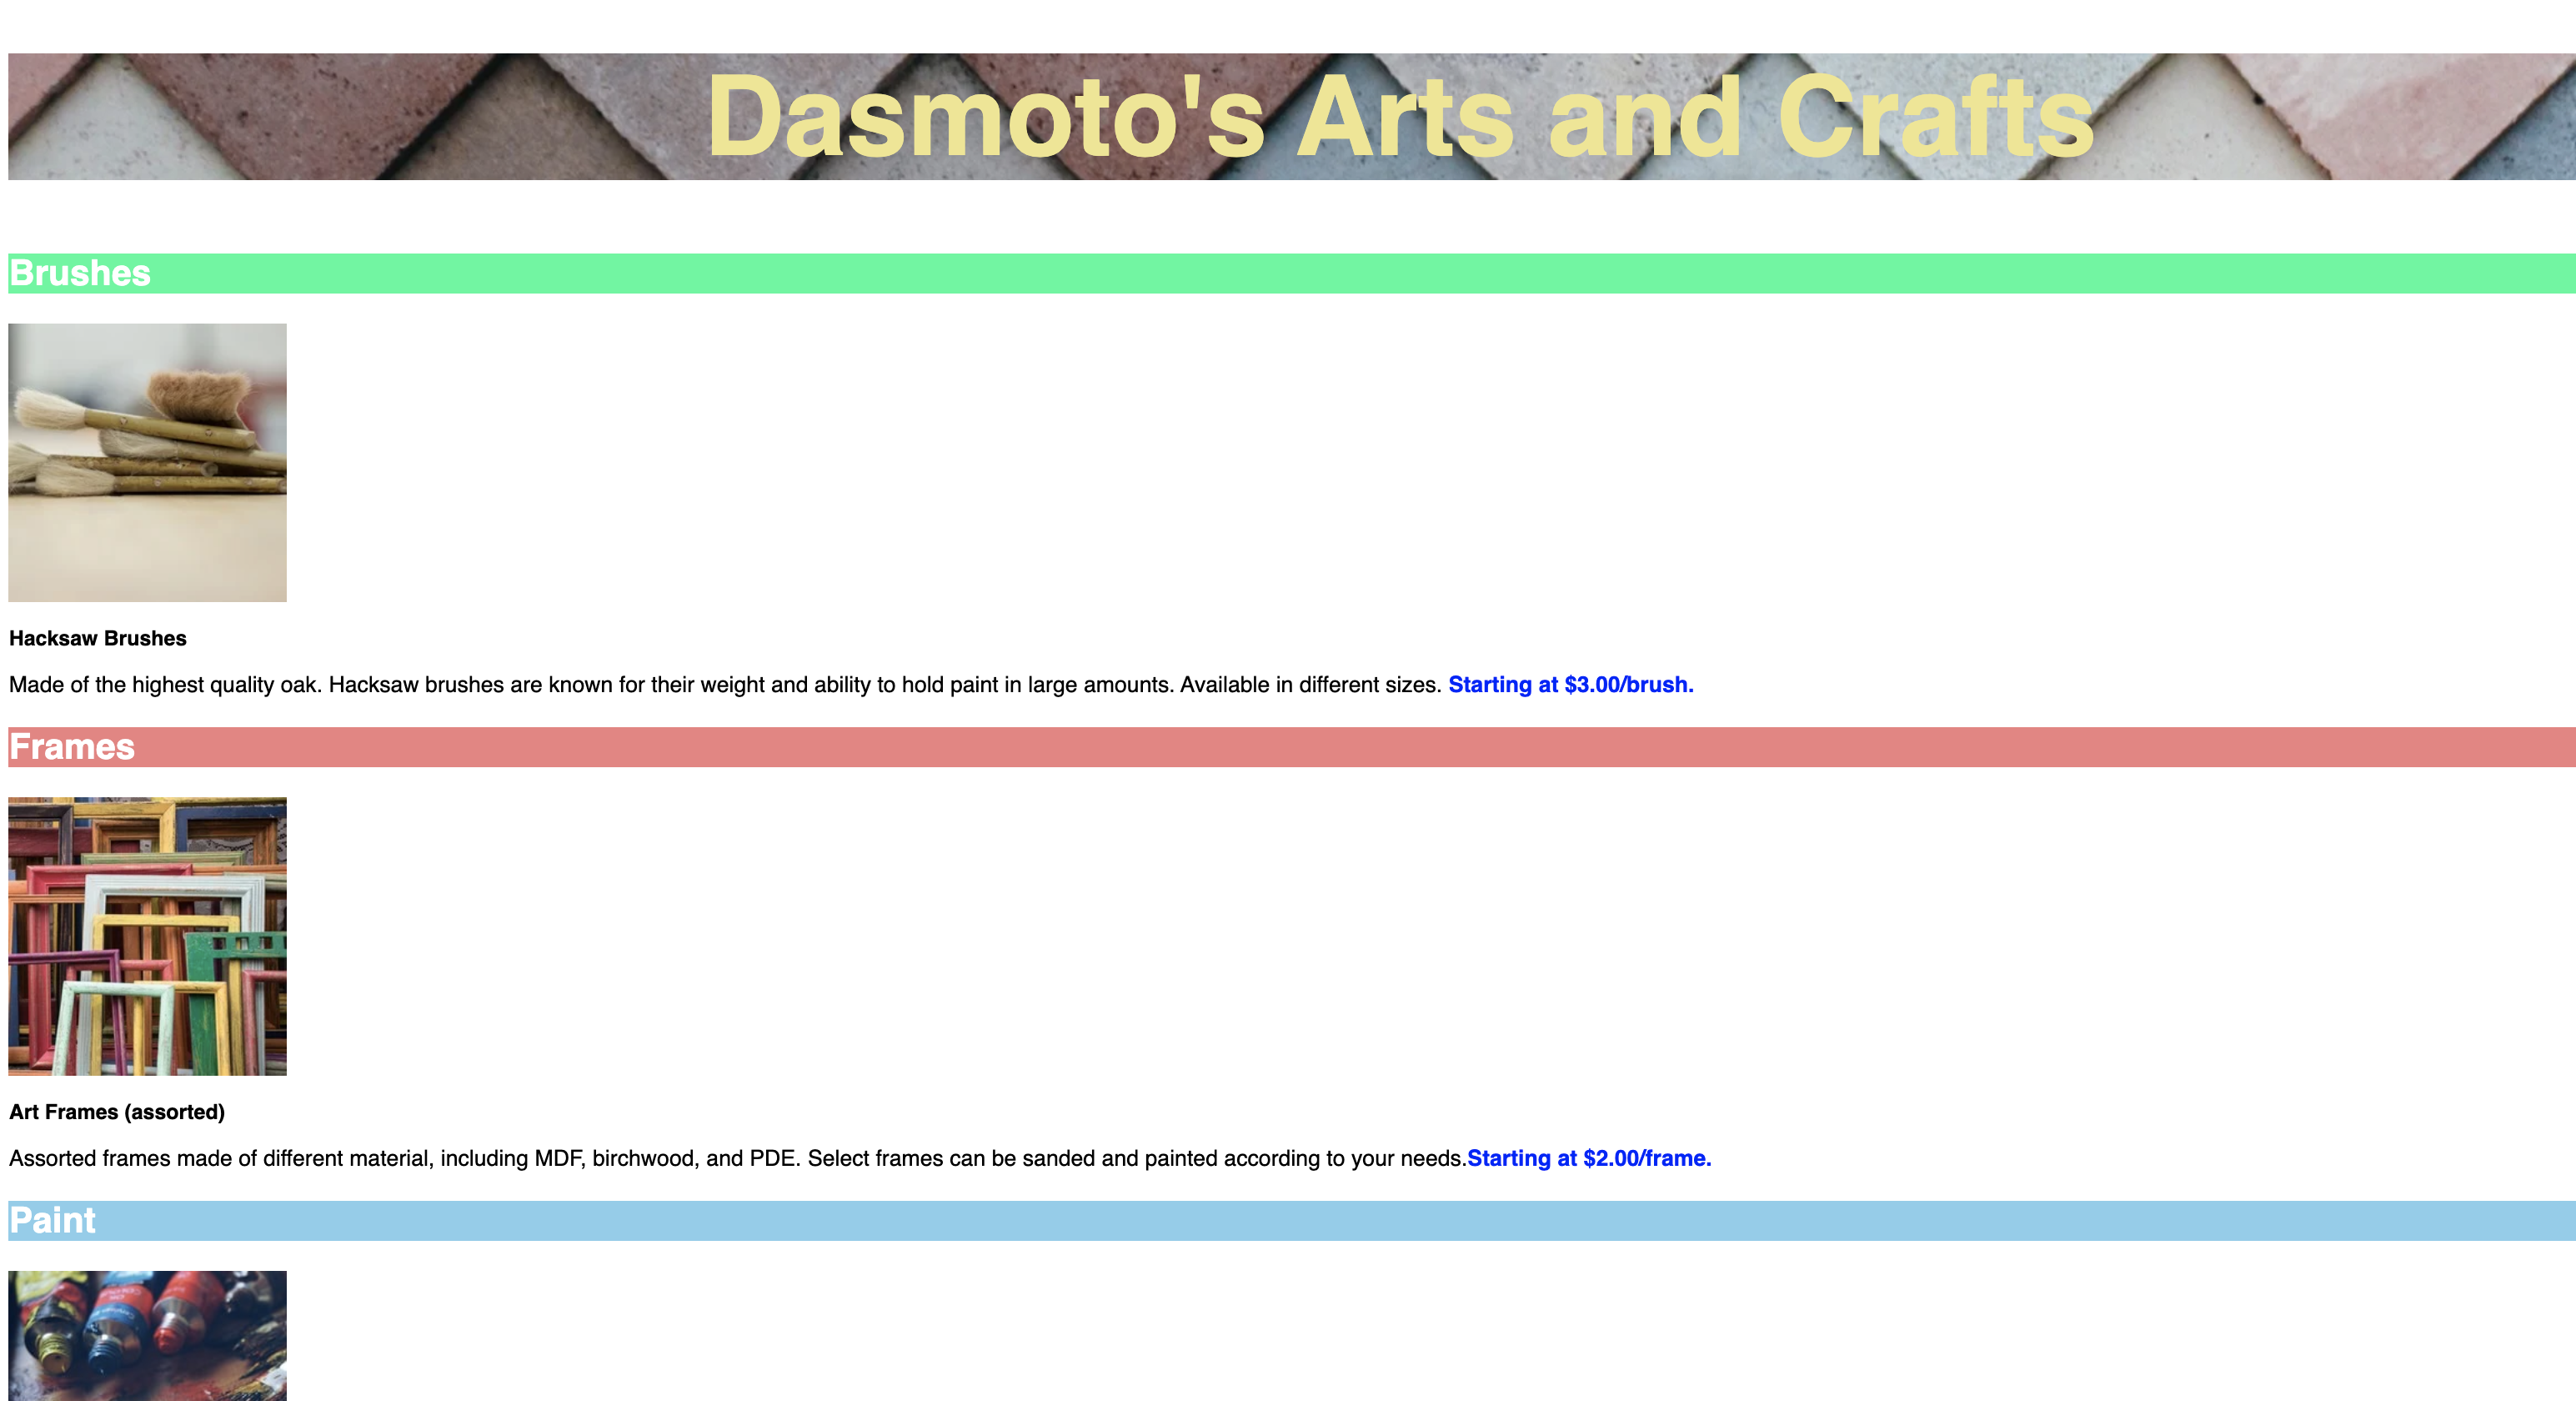 Dasmoto's Arts and Crafts
Brushes
Hacksaw Brushes
Made of the highest quality oak. Hacksaw brushes are known for their weight and ability to hold paint in large amounts. Available in different sizes. Starting at $3.00/brush.
Frames
Art Frames (assorted)
Assorted frames made of different material, including MDF, birchwood, and PDE. Select frames can be sanded and painted according to your needs.Starting at $2.00/frame.
Paint